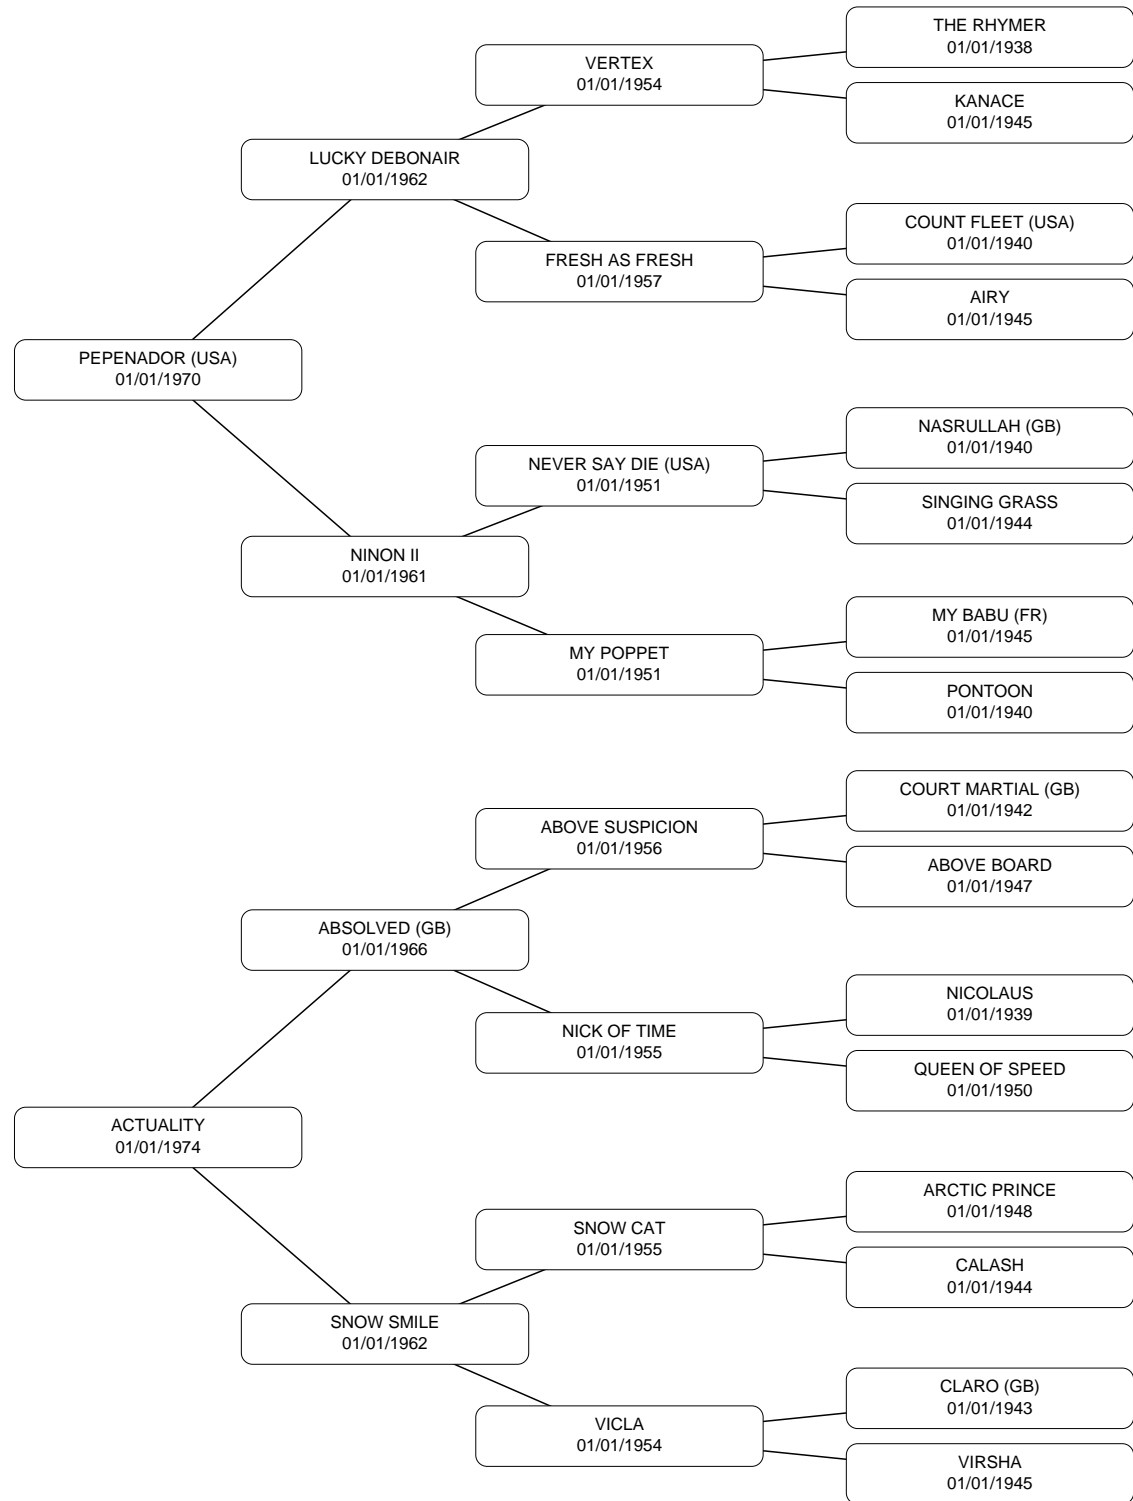 THE RHYMER
01/01/1938
VERTEX
01/01/1954
KANACE
01/01/1945
LUCKY DEBONAIR
01/01/1962
COUNT FLEET (USA)
01/01/1940
FRESH AS FRESH
01/01/1957
AIRY
01/01/1945
PEPENADOR (USA)
01/01/1970
NASRULLAH (GB)
01/01/1940
NEVER SAY DIE (USA)
01/01/1951
SINGING GRASS
01/01/1944
NINON II
01/01/1961
MY BABU (FR)
01/01/1945
MY POPPET
01/01/1951
PONTOON
01/01/1940
COURT MARTIAL (GB)
01/01/1942
ABOVE SUSPICION
01/01/1956
ABOVE BOARD
01/01/1947
ABSOLVED (GB)
01/01/1966
NICOLAUS
01/01/1939
NICK OF TIME
01/01/1955
QUEEN OF SPEED
01/01/1950
ACTUALITY
01/01/1974
ARCTIC PRINCE
01/01/1948
SNOW CAT
01/01/1955
CALASH
01/01/1944
SNOW SMILE
01/01/1962
CLARO (GB)
01/01/1943
VICLA
01/01/1954
VIRSHA
01/01/1945